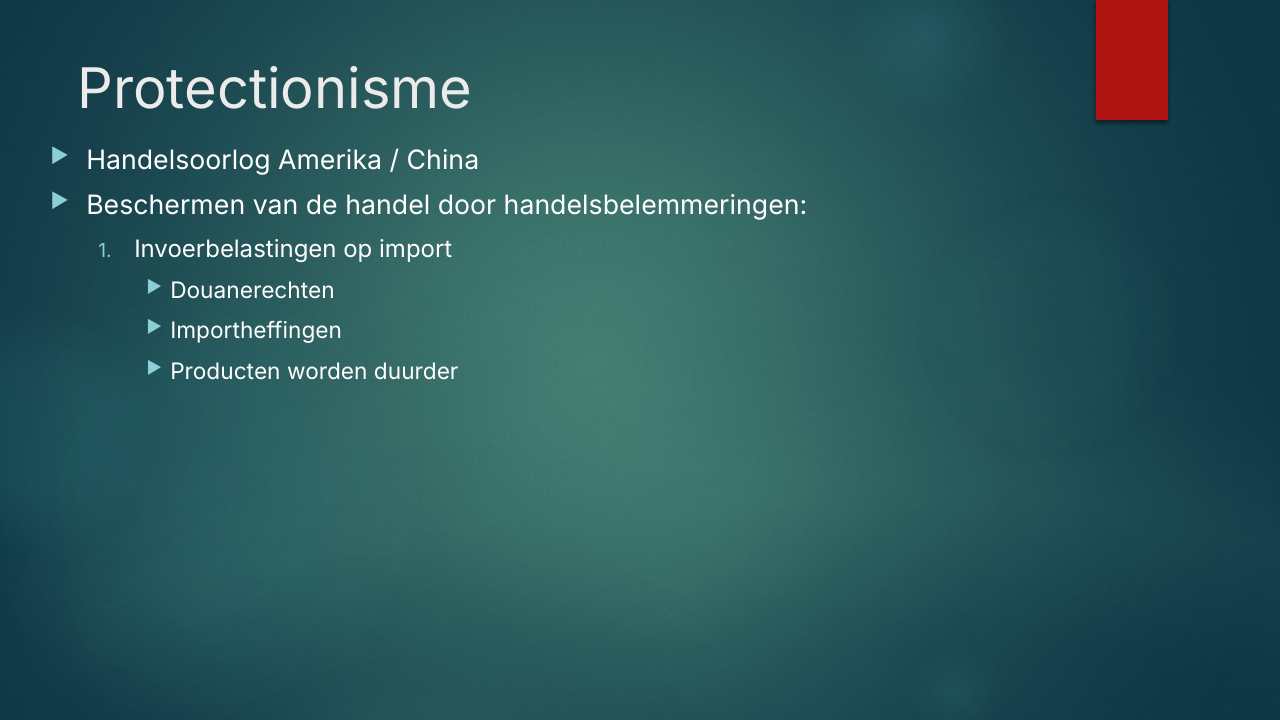 Protectionisme
Handelsoorlog Amerika / China
Beschermen van de handel door handelsbelemmeringen:
1. Invoerbelastingen op import
Douanerechten
Importheffingen
Producten worden duurder